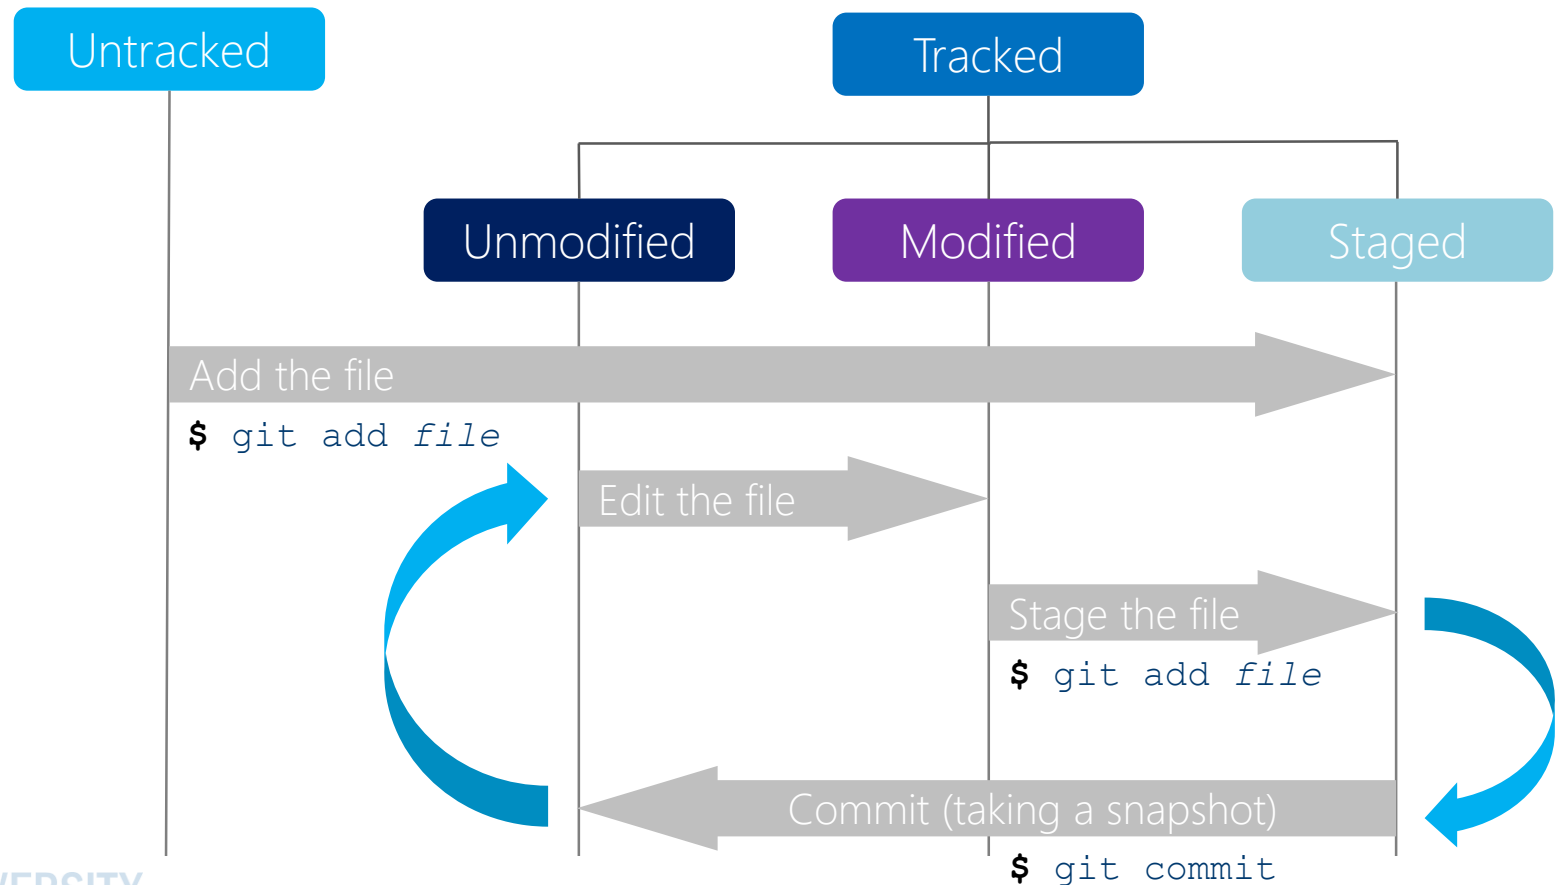 Untracked
Tracked
Unmodified
Modified
Staged
Add the file
$ git add file
Edit the file
Stage the file
$ git add file
Commit (taking a snapshot)
$ git commit